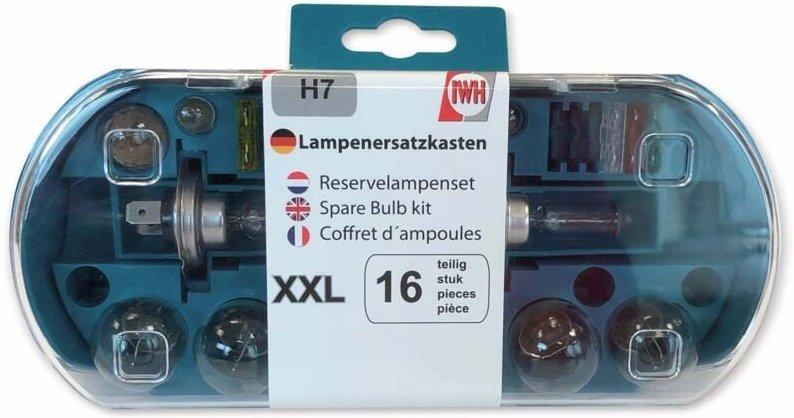 H7
IWH
Lampenersatzkasten
Reservelampenset
Spare Bulb kit
Coffret d´ampoules
XXL
16
teilig
stuk
pieces
pièce